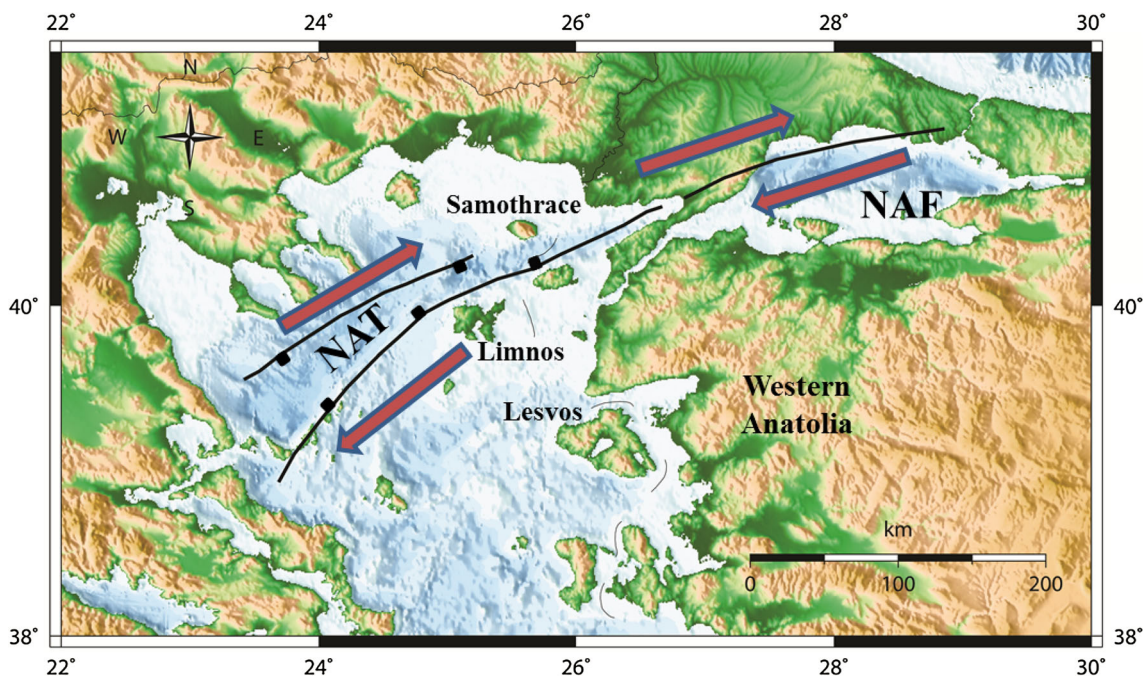 22° 24° 26° 28° 30°
N
W E
S
Samothrace
NAF
40° 40°
NAT
Limnos
Lesvos
Western
Anatolia
km
0 100 200
38° 38°
22° 24° 26° 28° 30°